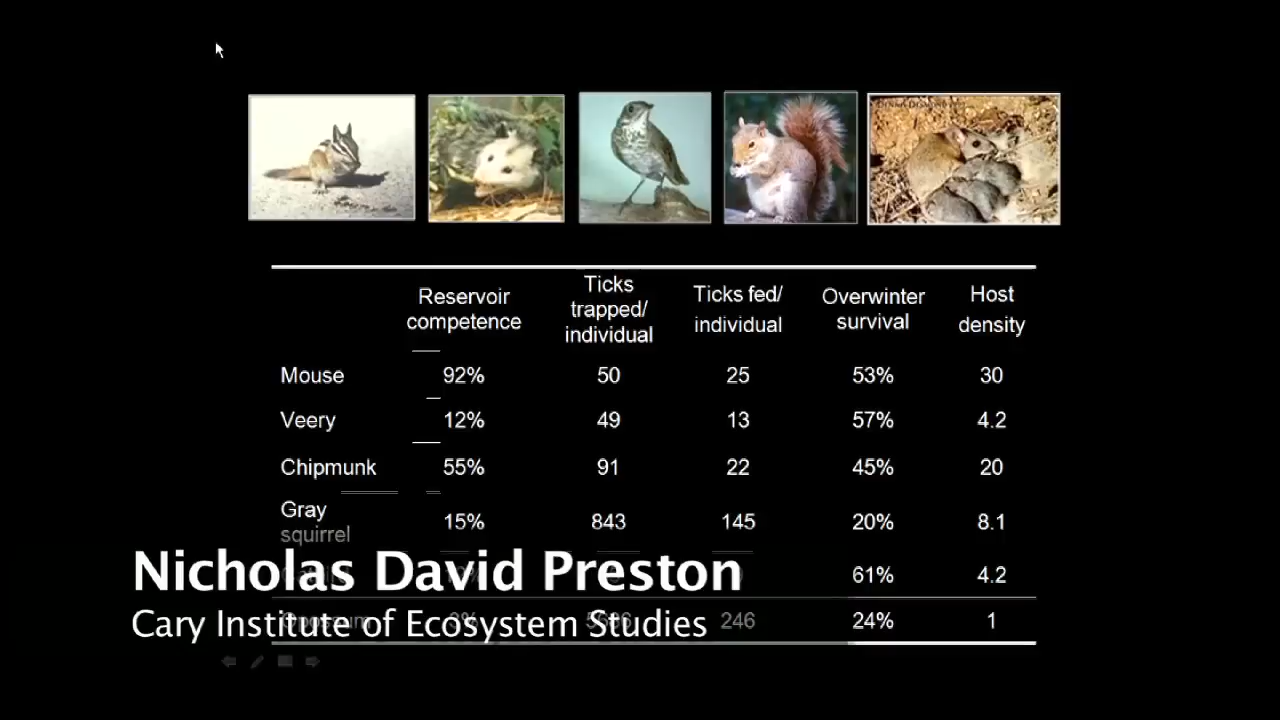 Reservoir competence
Ticks trapped/ individual
Ticks fed/ individual
Overwinter survival
Host density
Mouse 92% 50 25 53% 30
Veery 12% 49 13 57% 4.2
Chipmunk 55% 91 22 45% 20
Gray squirrel 15% 843 145 20% 8.1
61% 4.2
Opossum 3% 246 24% 1
Nicholas David Preston
Cary Institute of Ecosystem Studies